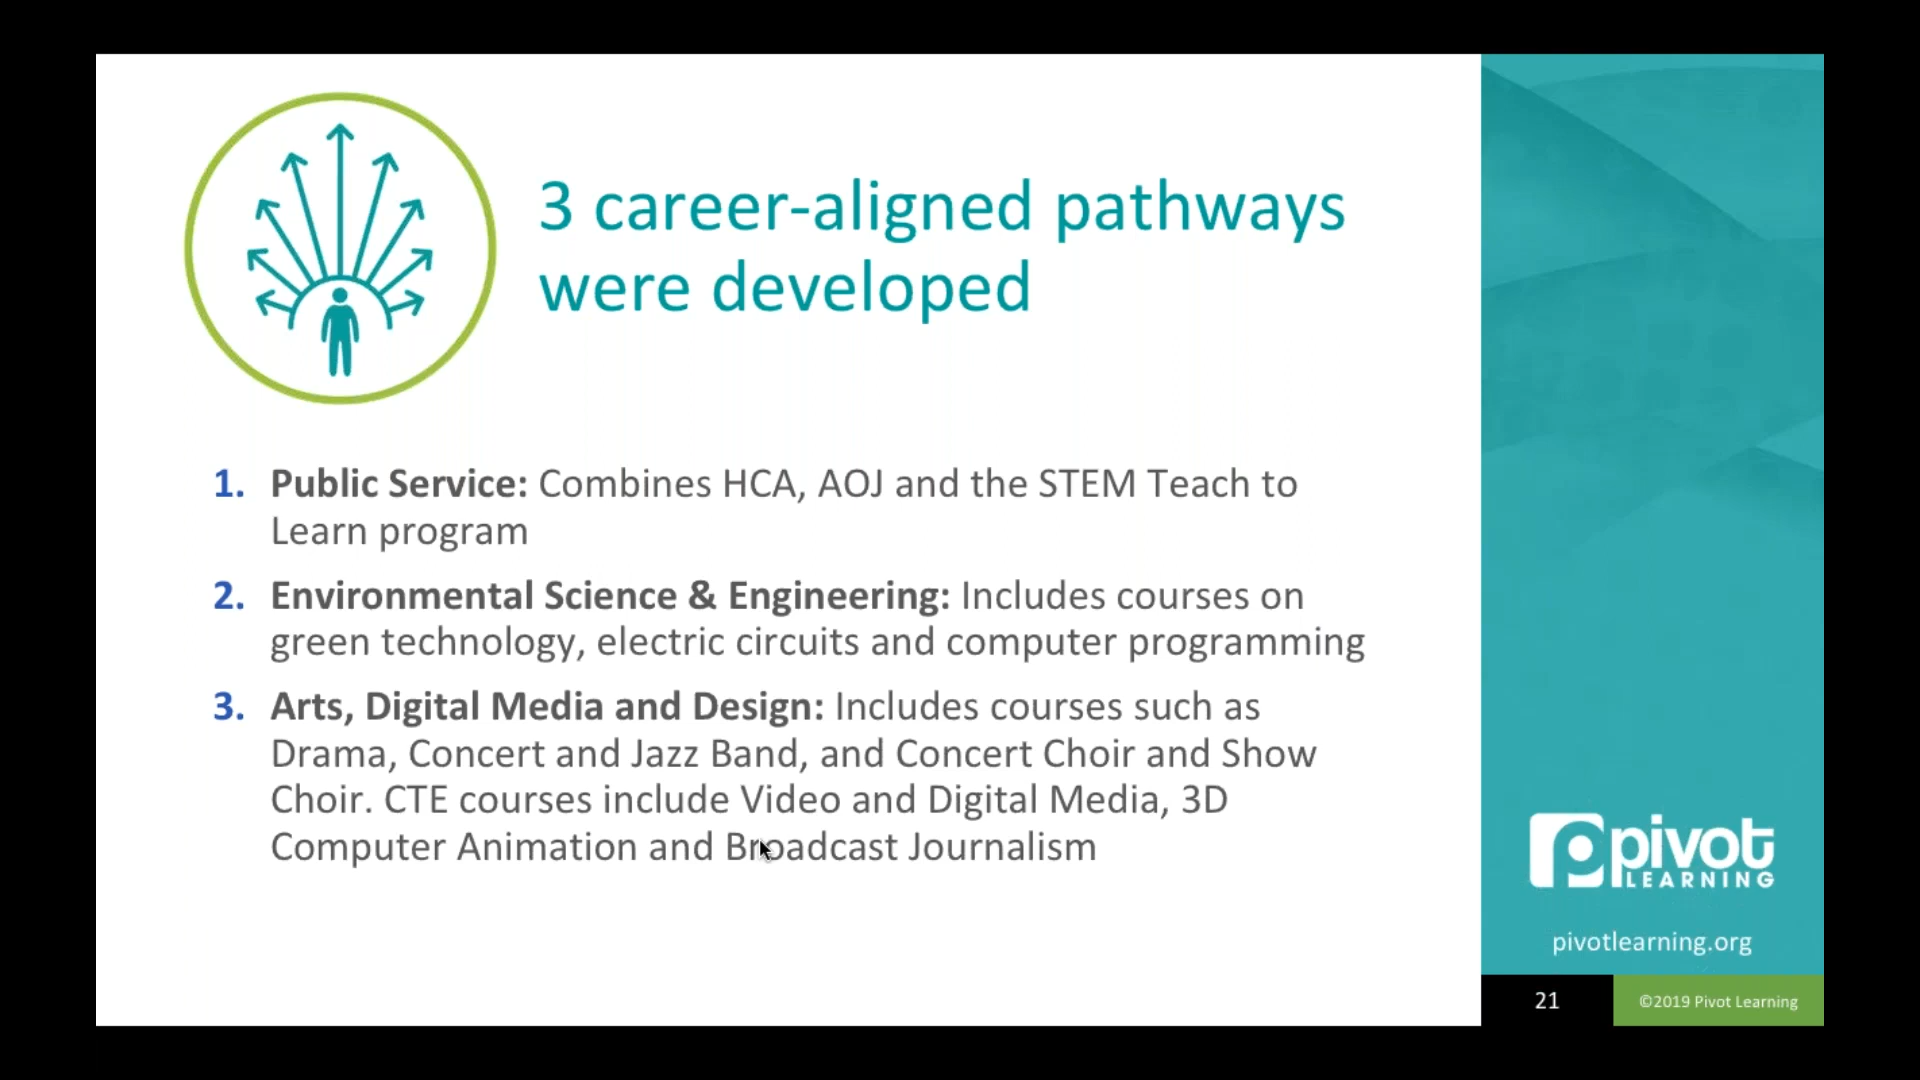 3 career-aligned pathways
were developed
1. Public Service: Combines HCA, AOJ and the STEM Teach to
Learn program
2. Environmental Science & Engineering: Includes courses on
green technology, electric circuits and computer programming
3. Arts, Digital Media and Design: Includes courses such as
Drama, Concert and Jazz Band, and Concert Choir and Show
Choir. CTE courses include Video and Digital Media, 3D
Computer Animation and Broadcast Journalism
pivot
LEARNING
pivotlearning.org
21
©2019 Pivot Learning